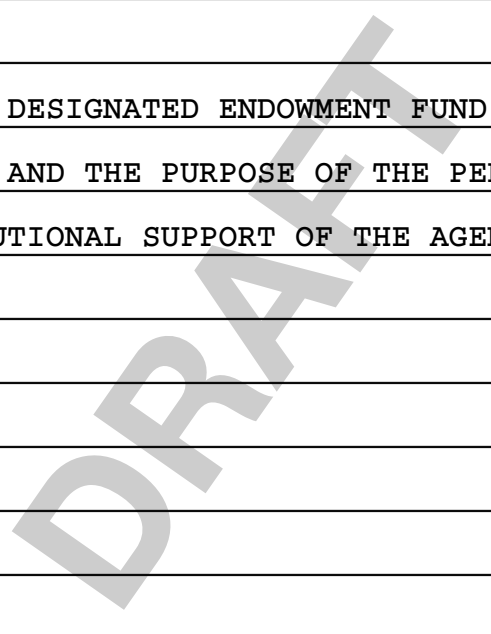 DESIGNATED ENDOWMENT FUND
AND THE PURPOSE OF THE
SUPPORT OF THE
DRAFT